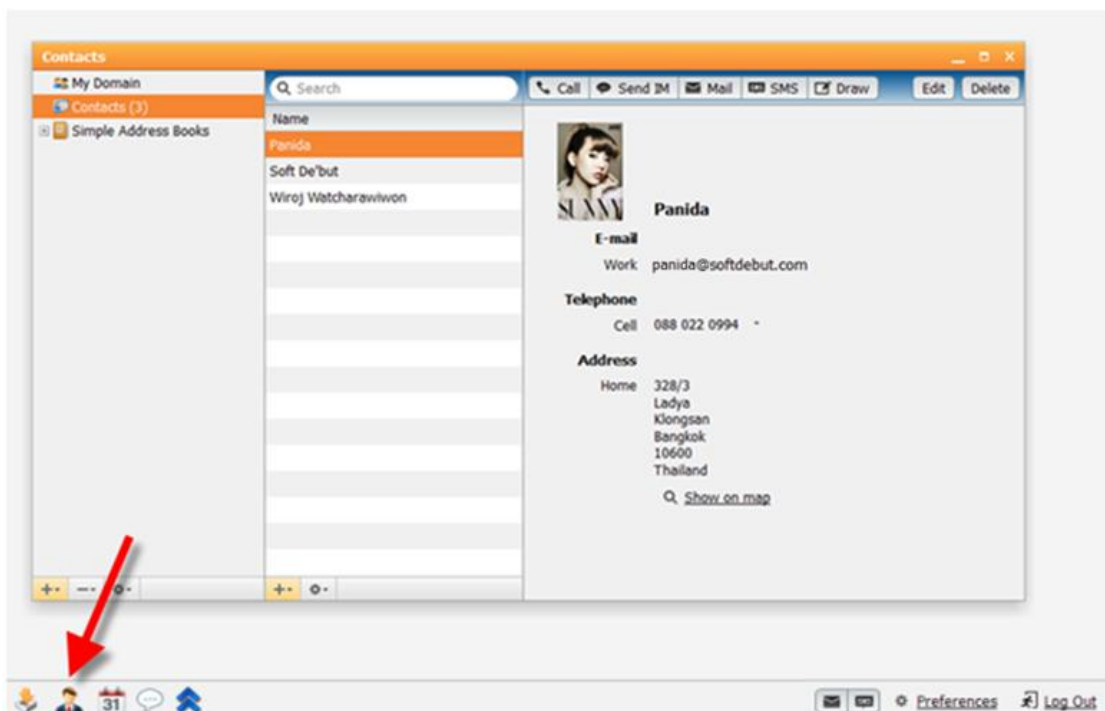 Contacts
My Domain
Contacts (3)
Simple Address Books
Search
Name
Panida
Soft De'but
Wiroj Watcharawiwon
Call Send IM Mail SMS Draw Edit Delete
SUNNY
Panida
E-mail
Work panida@softdebut.com
Telephone
Cell 088 022 0994
Address
Home 328/3
Ladya
Klongsan
Bangkok
10600
Thailand
Show on map
31
Preferences Log Out